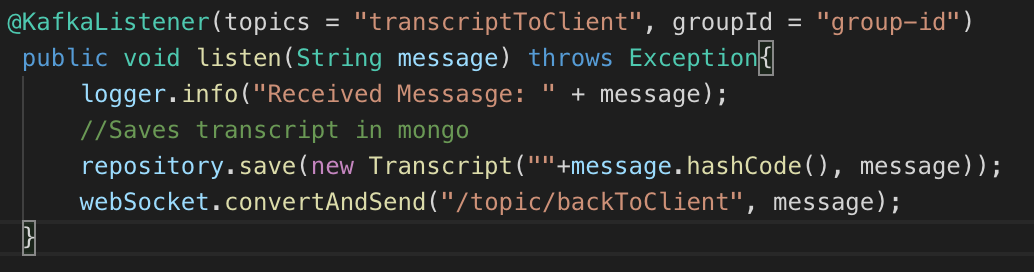 @KafkaListener(topics = "transcriptToClient", groupId = "group-id")
public void listen(String message) throws Exception{
logger.info("Received Messasge: " + message);
//Saves transcript in mongo
repository.save(new Transcript(""+message.hashCode(), message));
webSocket.convertAndSend("/topic/backToClient", message);
}